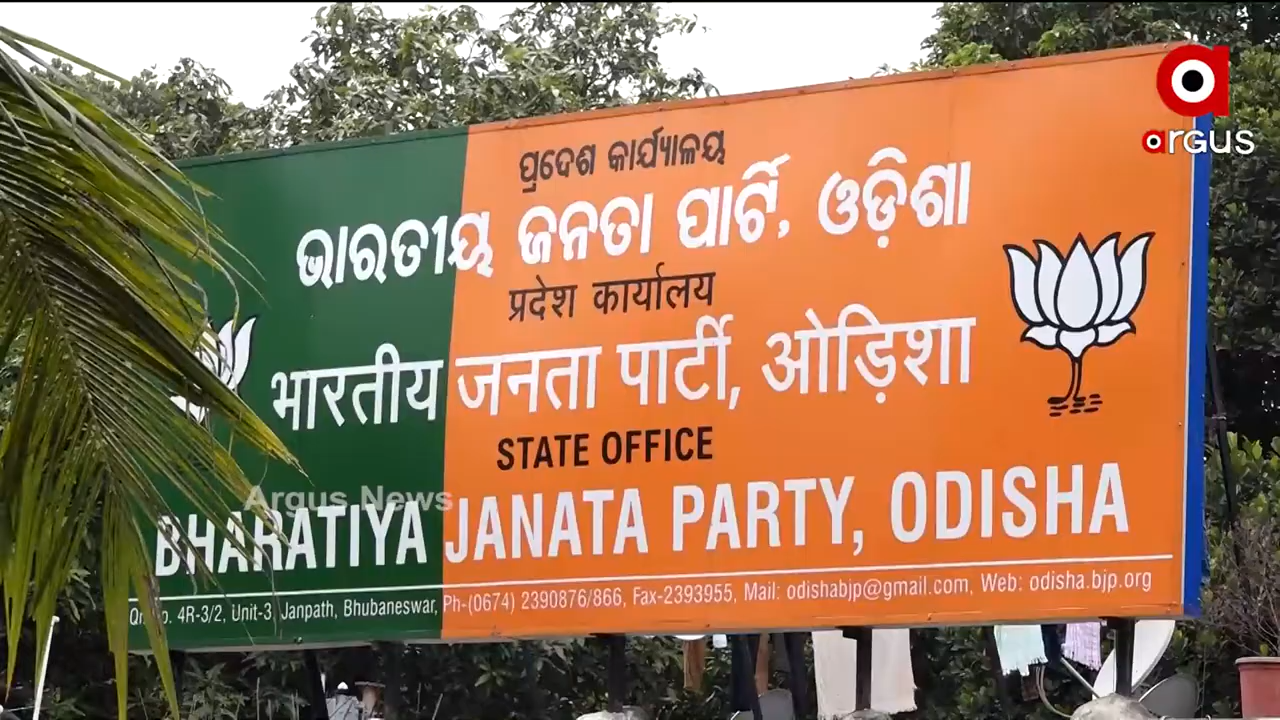 argus
ପ୍ରଦେଶ କାର୍ଯ୍ୟାଳୟ
ଭାରତୀୟ ଜନତା ପାର୍ଟି, ଓଡ଼ିଶା
प्रदेश कार्यालय
भारतीय जनता पार्टी, ओड़िशा
STATE OFFICE
Argus News
BHARATIYA JANATA PARTY, ODISHA
4R-3/2, Unit-3, Janpath, Bhubaneswar, Ph-(0674) 2390876/866, Fax-2393955, Mail: odishabjp@gmail.com, Web: odisha.bjp.org